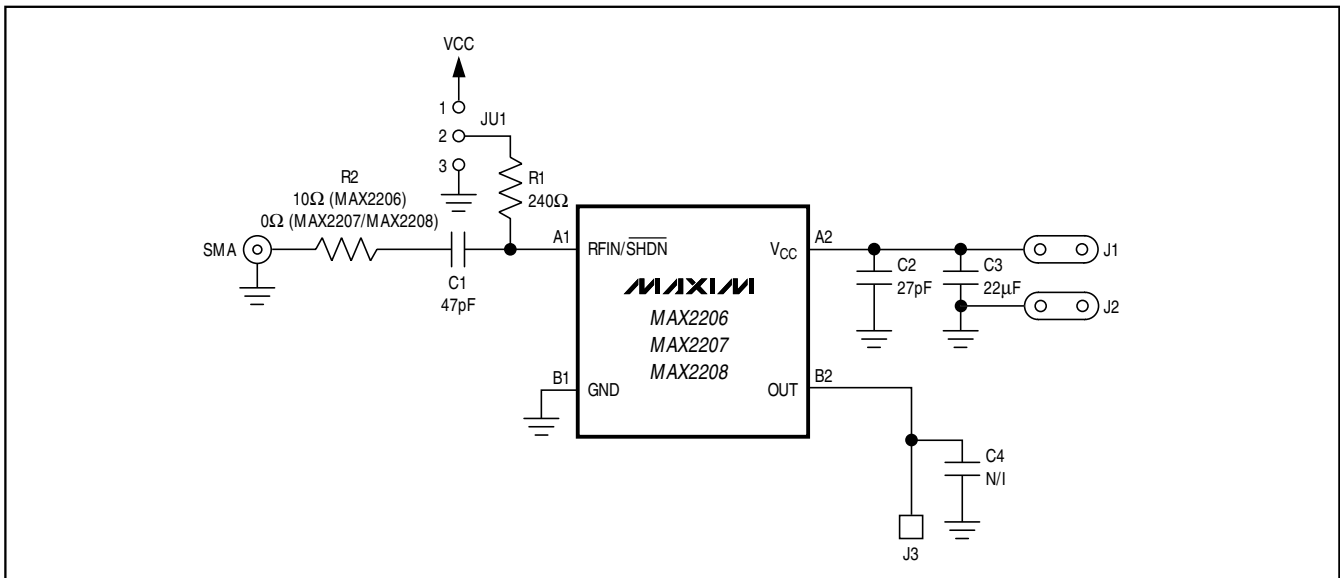 VCC
1
2
3
JU1
R1
240Ω
R2
10Ω (MAX2206)
0Ω (MAX2207/MAX2208)
SMA
C1
47pF
A1
RFIN/SHDN
A2
VCC
MAXIM
MAX2206
MAX2207
MAX2208
B1
GND
B2
OUT
C2
27pF
C3
22μF
J1
J2
C4
N/I
J3